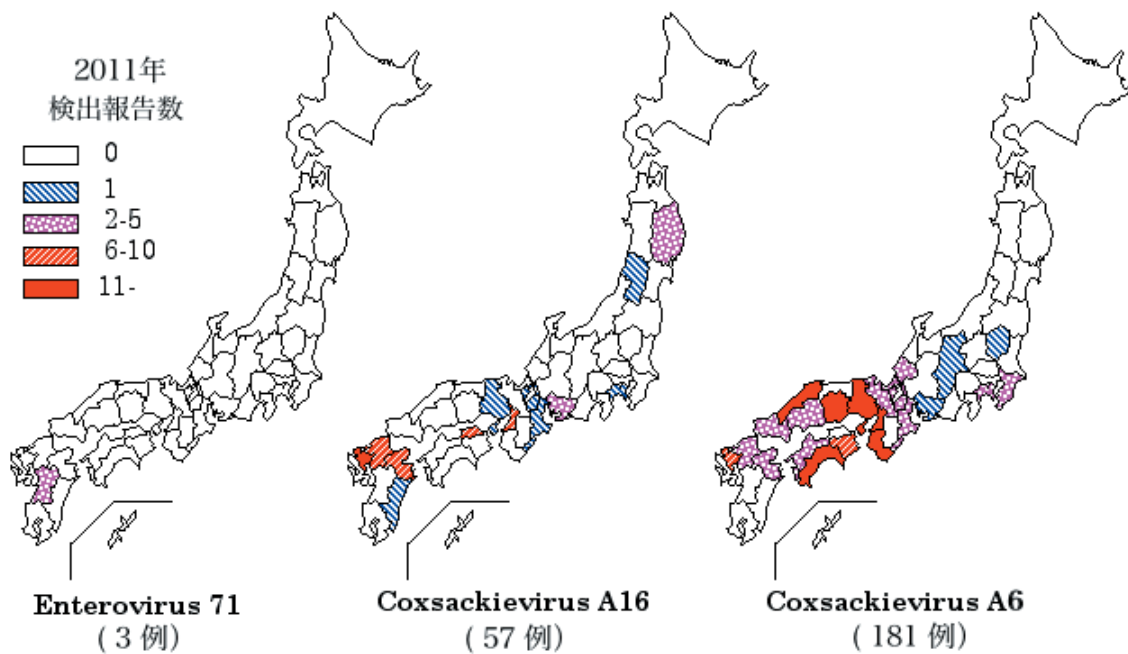 2011年
検出報告数
0
1
2-5
6-10
11-
Enterovirus 71
( 3 例)
Coxsackievirus A16
( 57 例)
Coxsackievirus A6
( 181 例)